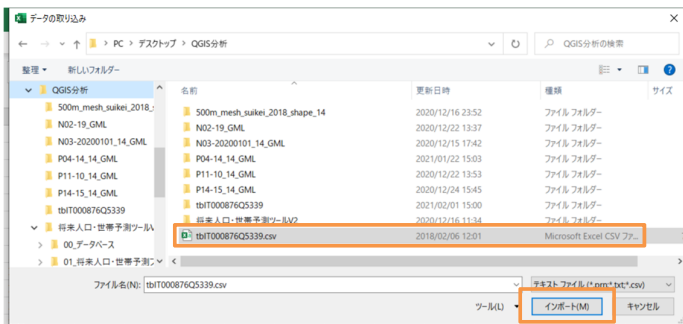 データの取り込み
PC > デスクトップ > QGIS分析
QGIS分析の検索
整理 新しいフォルダー
QGIS分析
500m_mesh_suikei_2018_
N02-19_GML
N03-20200101_14_GML
P04-14_14_GML
P11-10_14_GML
P14-15_14_GML
tblT000876Q5339
将来人口・世帯予測ツールV
00_データベース
01_将来人口・世帯予測
名前 更新日時 種類 サイズ
500m_mesh_suikei_2018_shape_14 2020/12/16 23:52 ファイル フォルダー
N02-19_GML 2020/12/22 13:37 ファイル フォルダー
N03-20200101_14_GML 2020/12/15 17:42 ファイル フォルダー
P04-14_14_GML 2021/01/22 15:03 ファイル フォルダー
P11-10_14_GML 2020/12/22 13:53 ファイル フォルダー
P14-15_14_GML 2020/12/24 15:45 ファイル フォルダー
tblT000876Q5339 2021/02/01 15:00 ファイル フォルダー
将来人口・世帯予測ツールV2 2020/12/16 11:34 ファイル フォルダー
tblT000876Q5339.csv 2018/02/06 12:01 Microsoft Excel CSV ファ...
ファイル名(N): tblT000876Q5339.csv テキスト ファイル (*.prn;*.txt;*.csv)
ツール(L) インポート(M) キャンセル